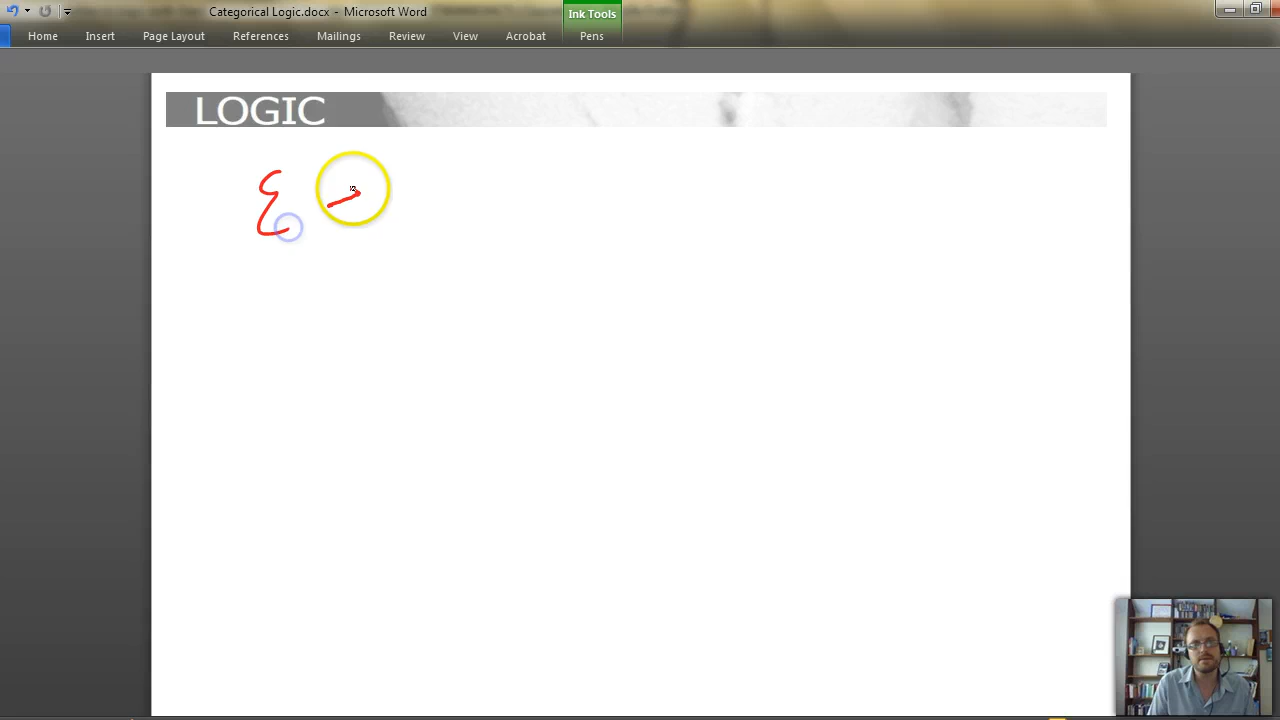 Categorical Logic.docx - Microsoft Word
Ink Tools
Home Insert Page Layout References Mailings Review View Acrobat Pens
LOGIC
E -